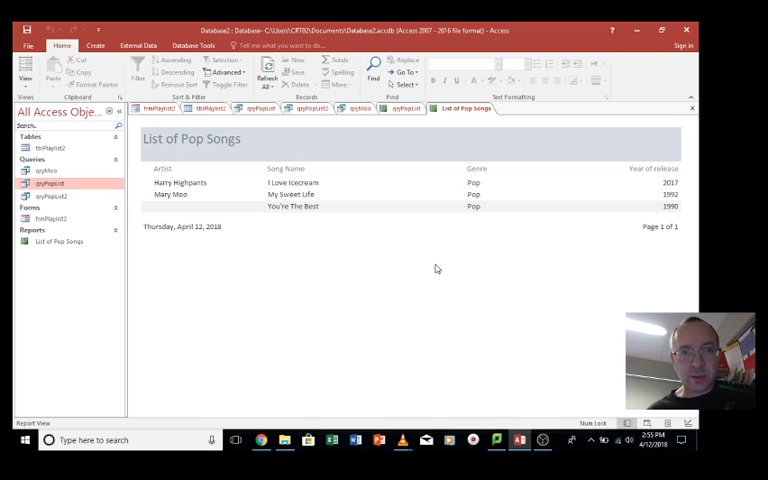 Database2 : Database- C:\Users\CRT02\Documents\Database2.accdb (Access 2007 - 2016 file format) - Access
File Home Create External Data Database Tools Tell me what you want to do... Sign in
View
Views
Paste
Cut
Copy
Format Painter
Clipboard
Filter
Ascending
Descending
Remove Sort
Selection
Advanced
Toggle Filter
Sort & Filter
Refresh
All
New
Save
Delete
Totals
Spelling
More
Records
Find
Replace
Go To
Select
Find
B I U
Text Formatting
All Access Obje...
Search...
Tables
tblPlaylist2
Queries
qryMoo
qryPopList
qryPopList2
Forms
frmPlaylist2
Reports
List of Pop Songs
frmPlaylist2 tblPlaylist2 qryPopList qryPopList2 qryMoo qryPopList List of Pop Songs
List of Pop Songs
Artist Song Name Genre Year of release
Harry Highpants I Love Icecream Pop 2017
Mary Moo My Sweet Life Pop 1992
You're The Best Pop 1990
Thursday, April 12, 2018 Page 1 of 1
Report View Num Lock
Type here to search
2:55 PM
4/12/2018